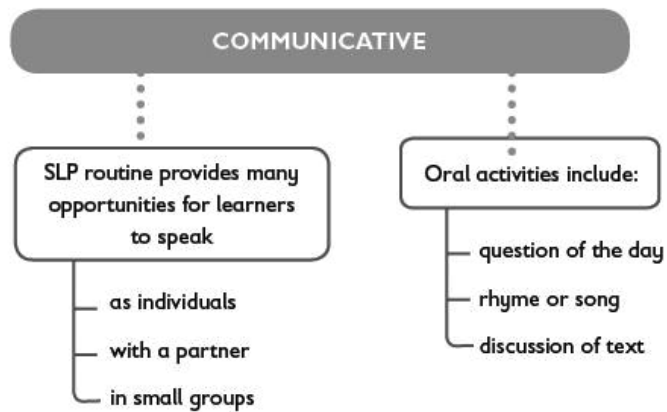 COMMUNICATIVE
SLP routine provides many
opportunities for learners
to speak
as individuals
with a partner
in small groups
Oral activities include:
question of the day
rhyme or song
discussion of text